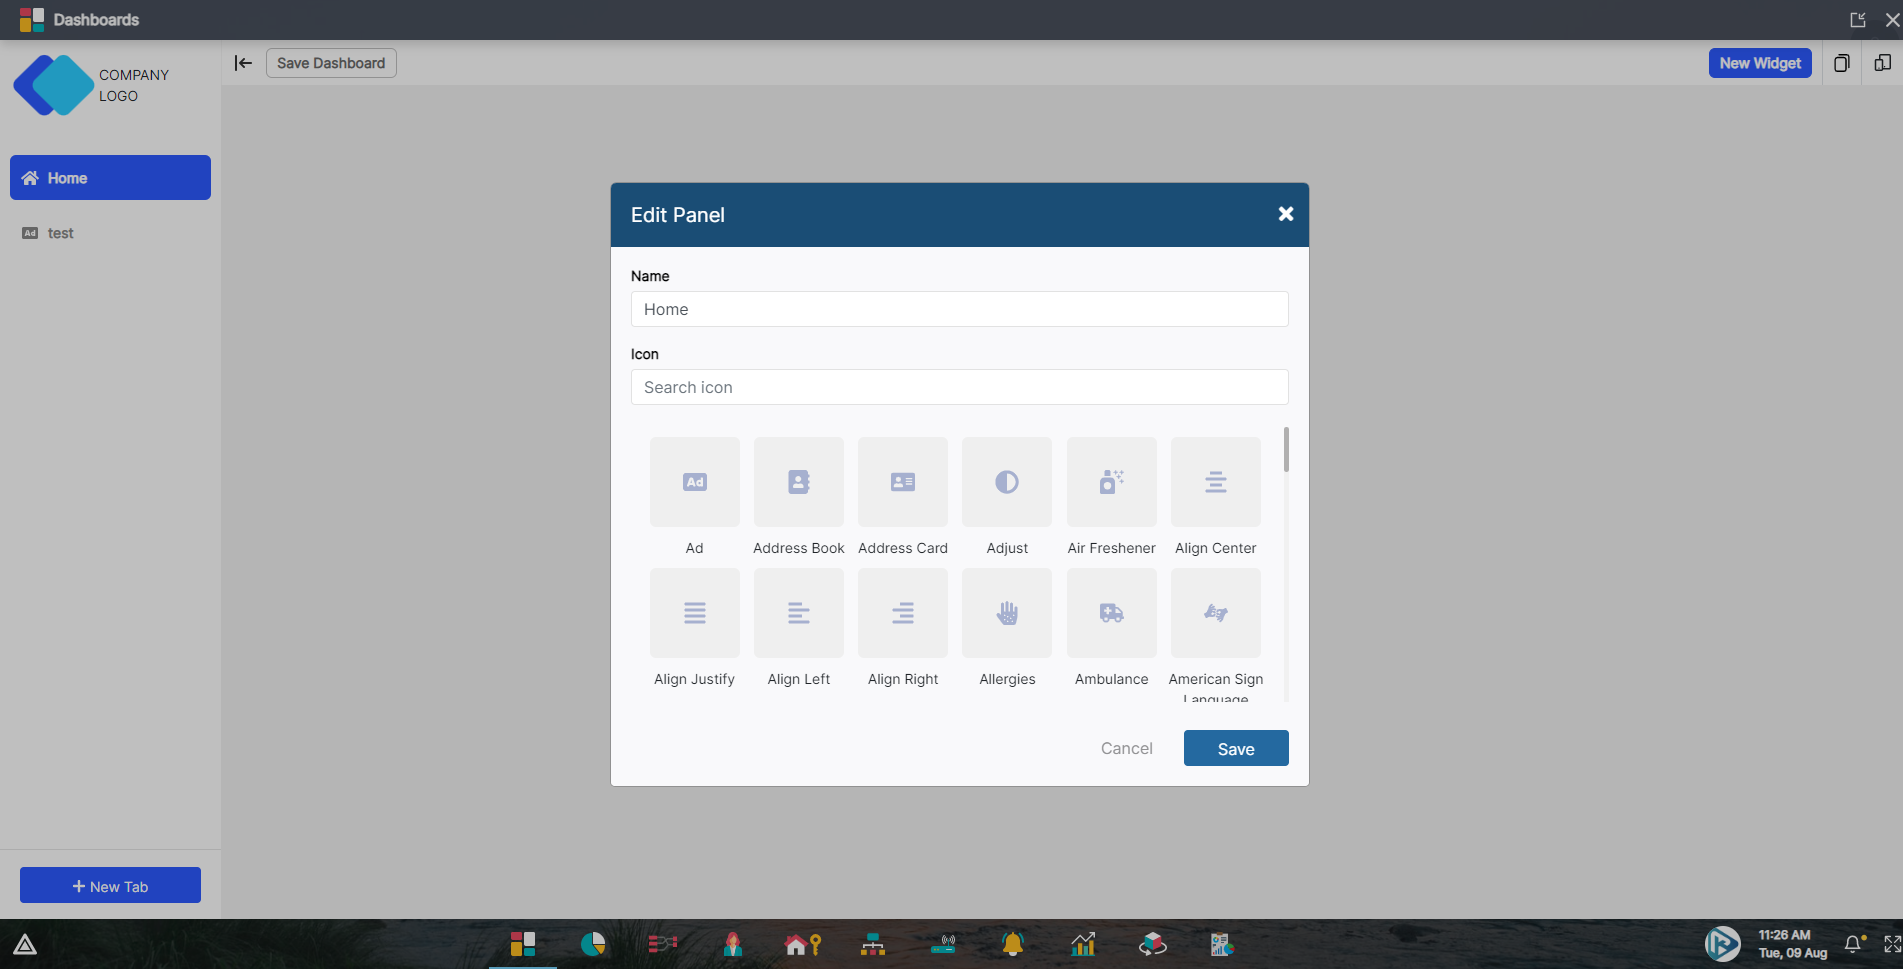 Dashboards
COMPANY
LOGO
Save Dashboard
New Widget
Home
Ad test
Edit Panel
Name
Home
Icon
Search icon
Ad
Ad
Address Book
Address Card
Adjust
Air Freshener
Align Center
Align Justify
Align Left
Align Right
Allergies
Ambulance
American Sign
Language
Cancel
Save
New Tab
11:26 AM
Tue, 09 Aug